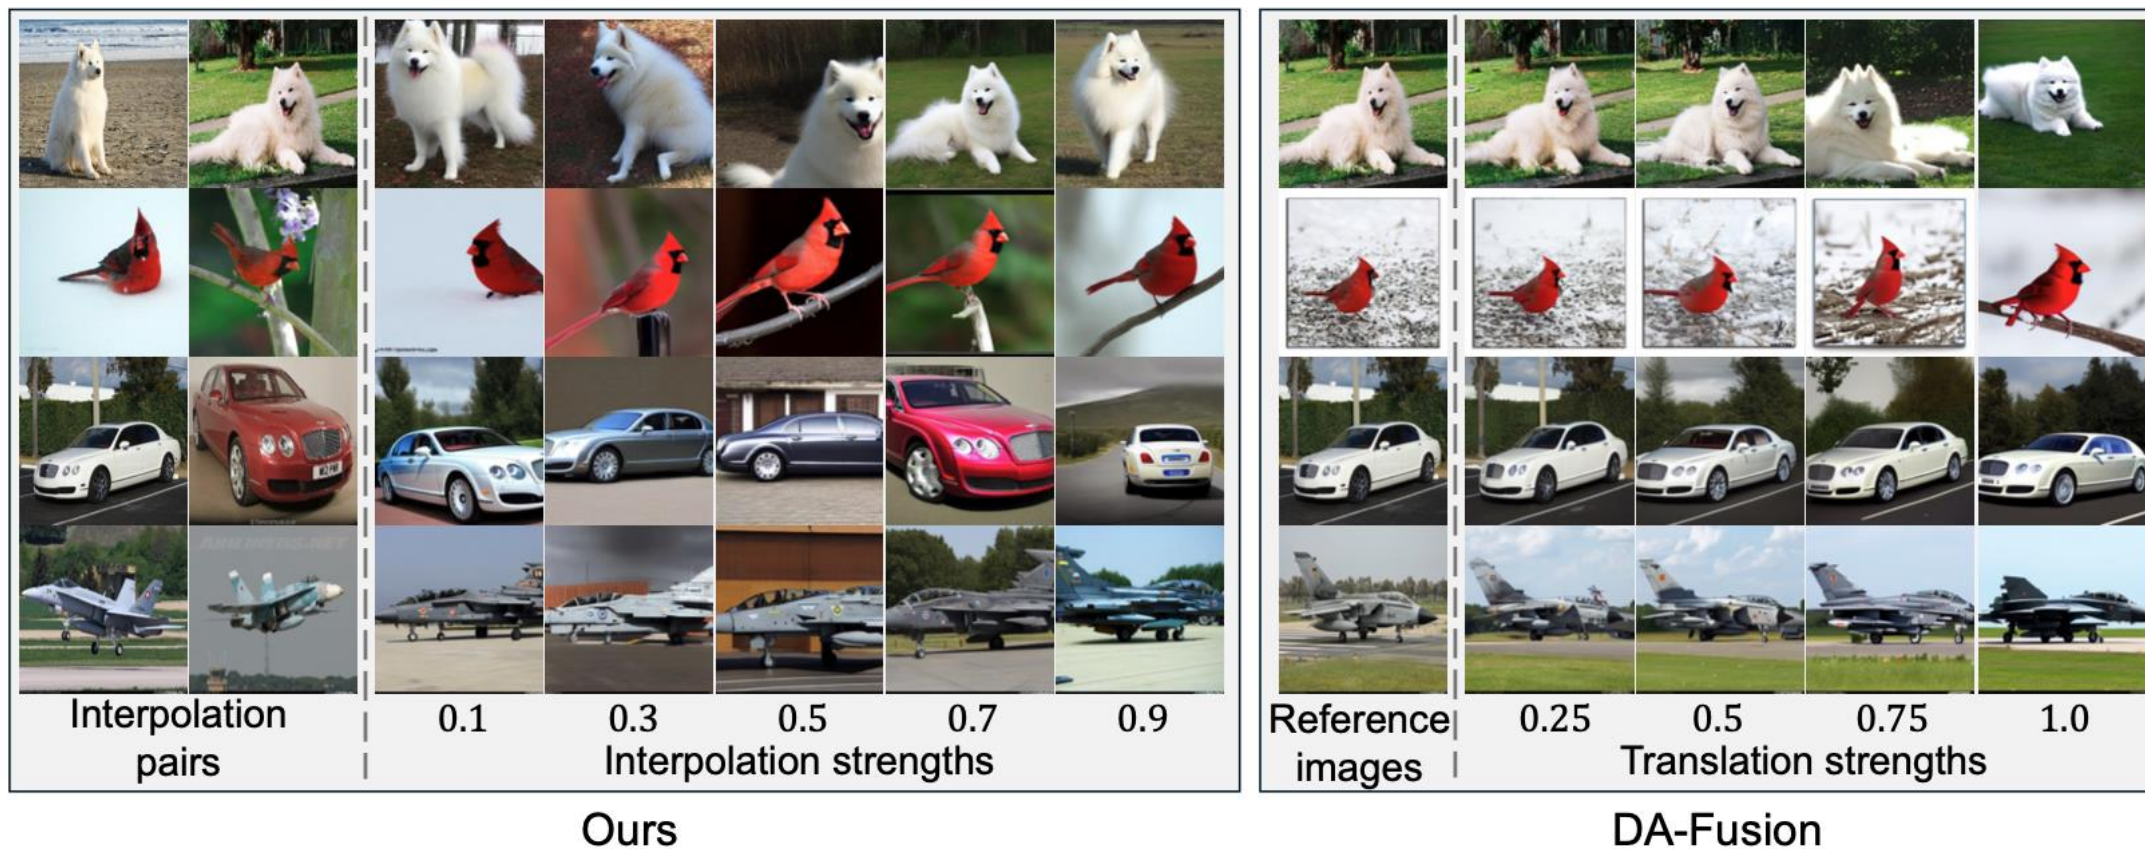 Interpolation
pairs
0.1 0.3 0.5 0.7 0.9
Interpolation strengths
Reference
images
0.25 0.5 0.75 1.0
Translation strengths
Ours
DA-Fusion